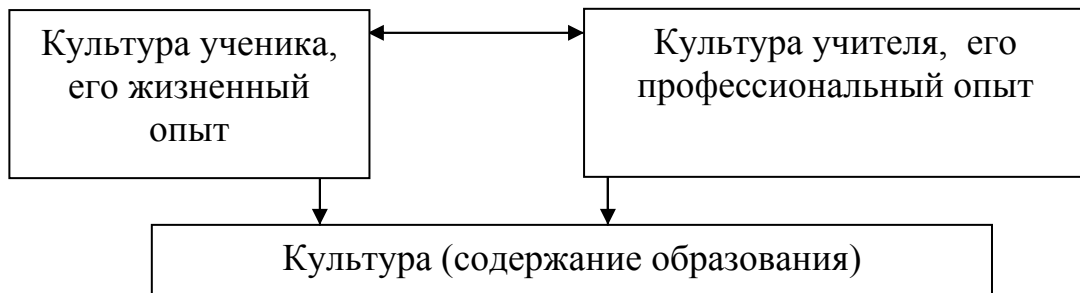 Культура ученика,
его жизненный
опыт
Культура учителя,  его
профессиональный опыт
Культура (содержание образования)